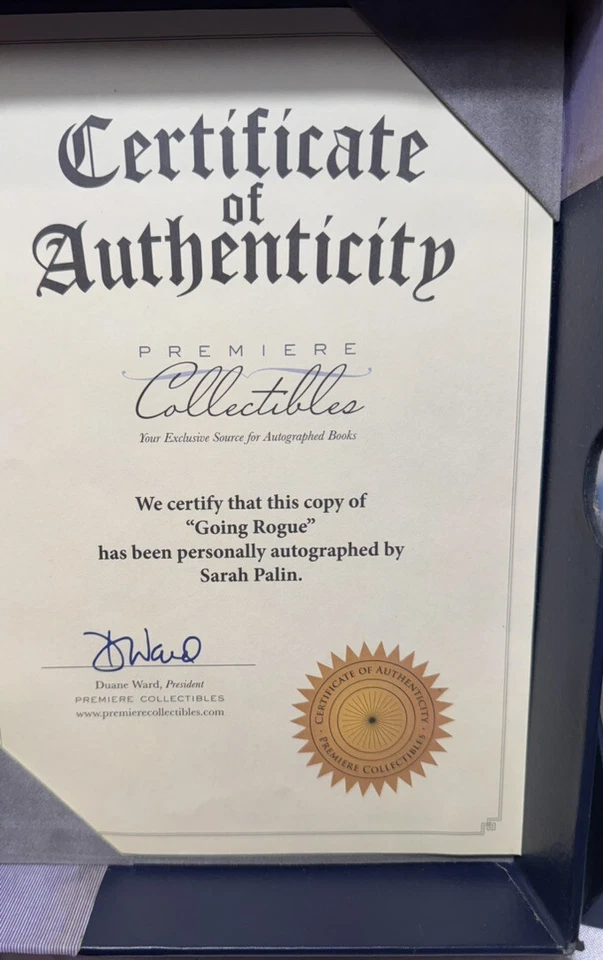 Certificate
of
Authenticity
PREMIERE
Collectibles
Your Exclusive Source for Autographed Books
We certify that this copy of
“Going Rogue”
has been personally autographed by
Sarah Palin.
DWard
Duane Ward, President
PREMIERE COLLECTIBLES
www.premierecollectibles.com
CERTIFICATE OF AUTHENTICITY
PREMIERE COLLECTIBLES